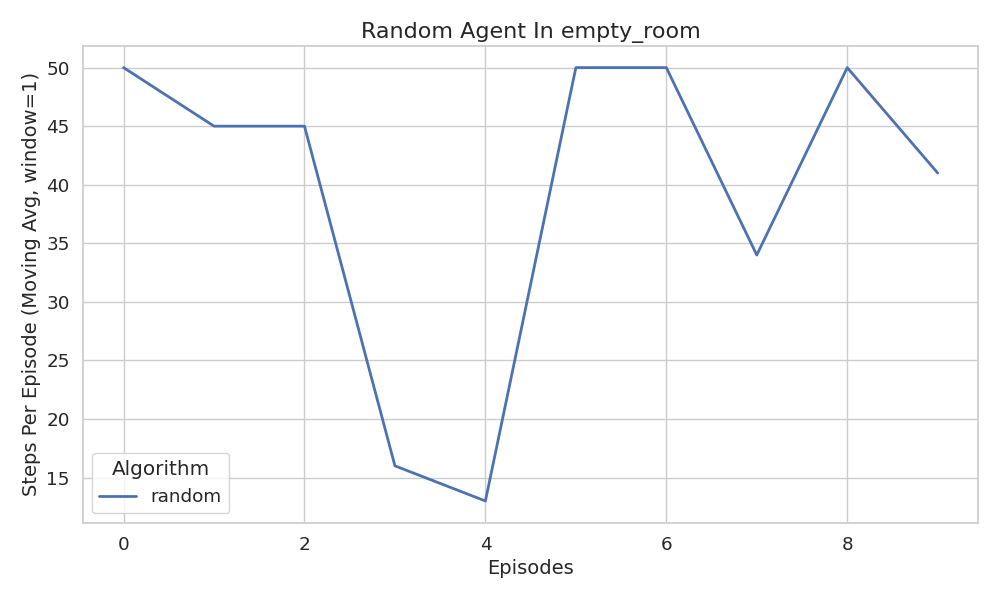 Random Agent In empty_room
Steps Per Episode (Moving Avg, window=1)
50
45
40
35
30
25
20
15
Algorithm
random
0 2 4 6 8
Episodes